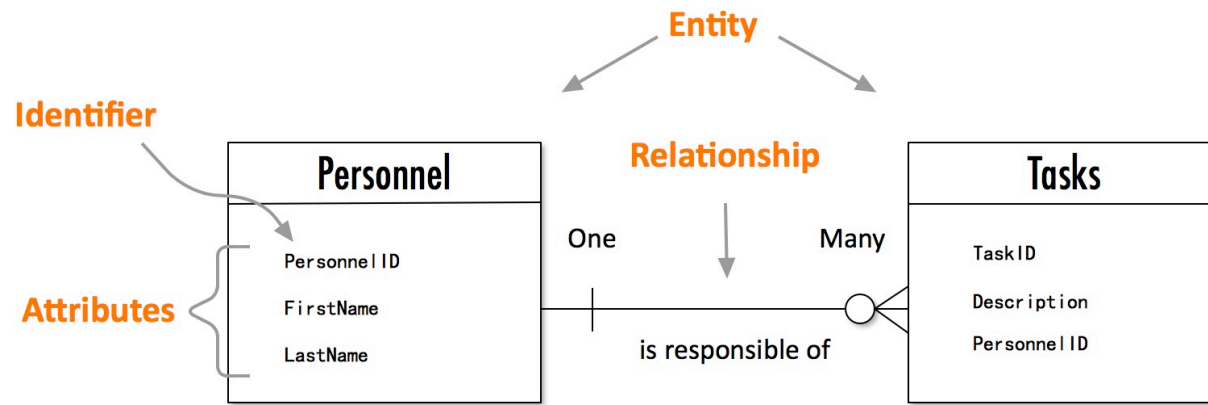 Entity
Identifier
Relationship
Personnel
Tasks
One
Many
PersonnelID
FirstName
LastName
Attributes
is responsible of
TaskID
Description
PersonnelID